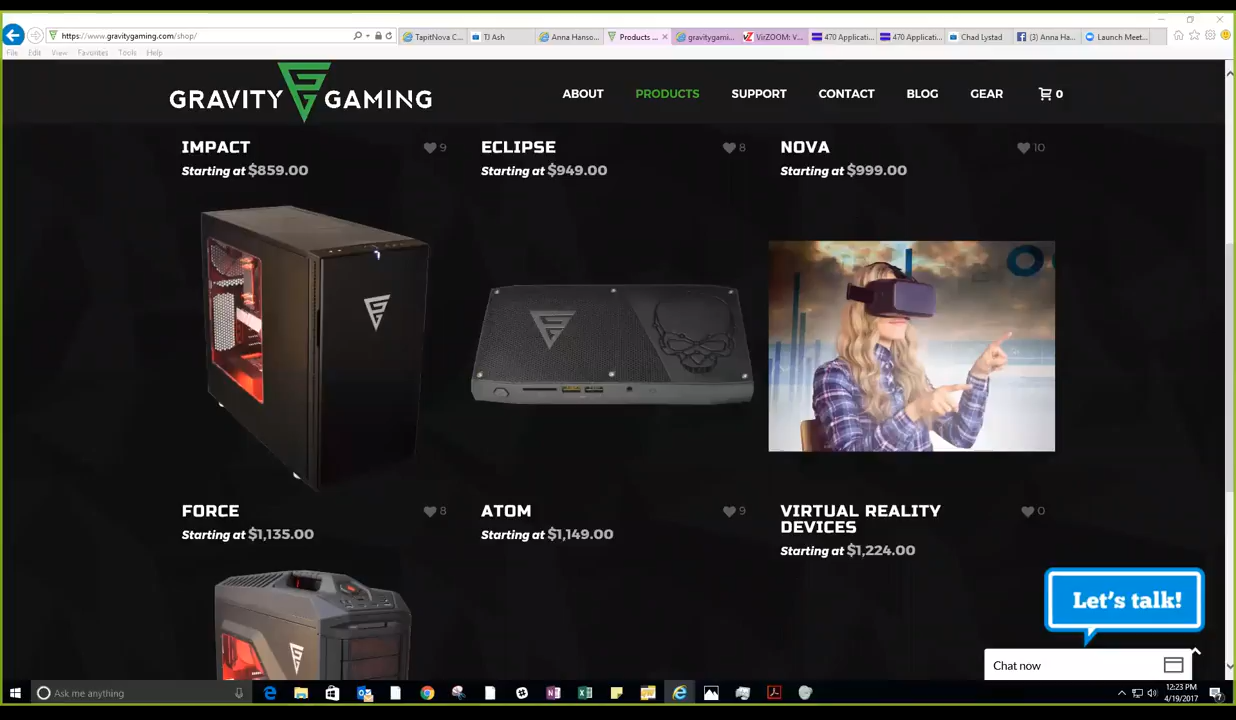 https://www.gravitygaming.com/shop/
TapitNova C...
TJ Ash
Anna Hanso...
Products ...
gravitygami...
VirZOOM: V...
470 Applicati...
470 Applicati...
Chad Lystad
(3) Anna Ha...
Launch Meet...
File Edit View Favorites Tools Help
GRAVITY GAMING
ABOUT PRODUCTS SUPPORT CONTACT BLOG GEAR 0
IMPACT 9
Starting at $859.00
ECLIPSE 8
Starting at $949.00
NOVA 10
Starting at $999.00
FORCE 8
Starting at $1,135.00
ATOM 9
Starting at $1,149.00
VIRTUAL REALITY 0
DEVICES
Starting at $1,224.00
Let's talk!
Chat now
Ask me anything
12:23 PM
4/19/2017